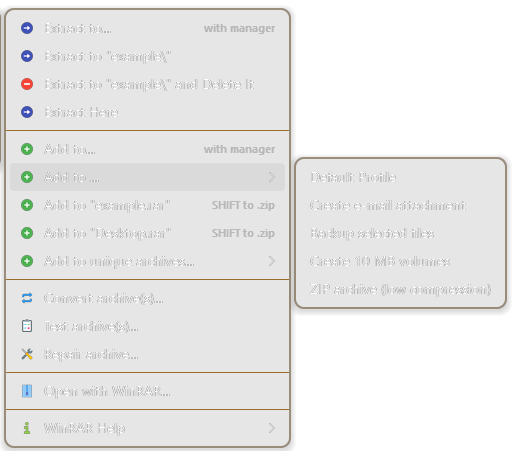 Extract to... with manager
Extract to "example\"
Extract to "example\" and Delete It
Extract Here
Add to... with manager
Add to ...
Add to "example.rar" SHIFT to .zip
Add to "Desktop.rar" SHIFT to .zip
Add to unique archives...
Convert archive(s)...
Test archive(s)...
Repair archive...
Open with WinRAR...
WinRAR Help
Default Profile
Create e-mail attachment
Backup selected files
Create 10 MB volumes
ZIP archive (low compression)